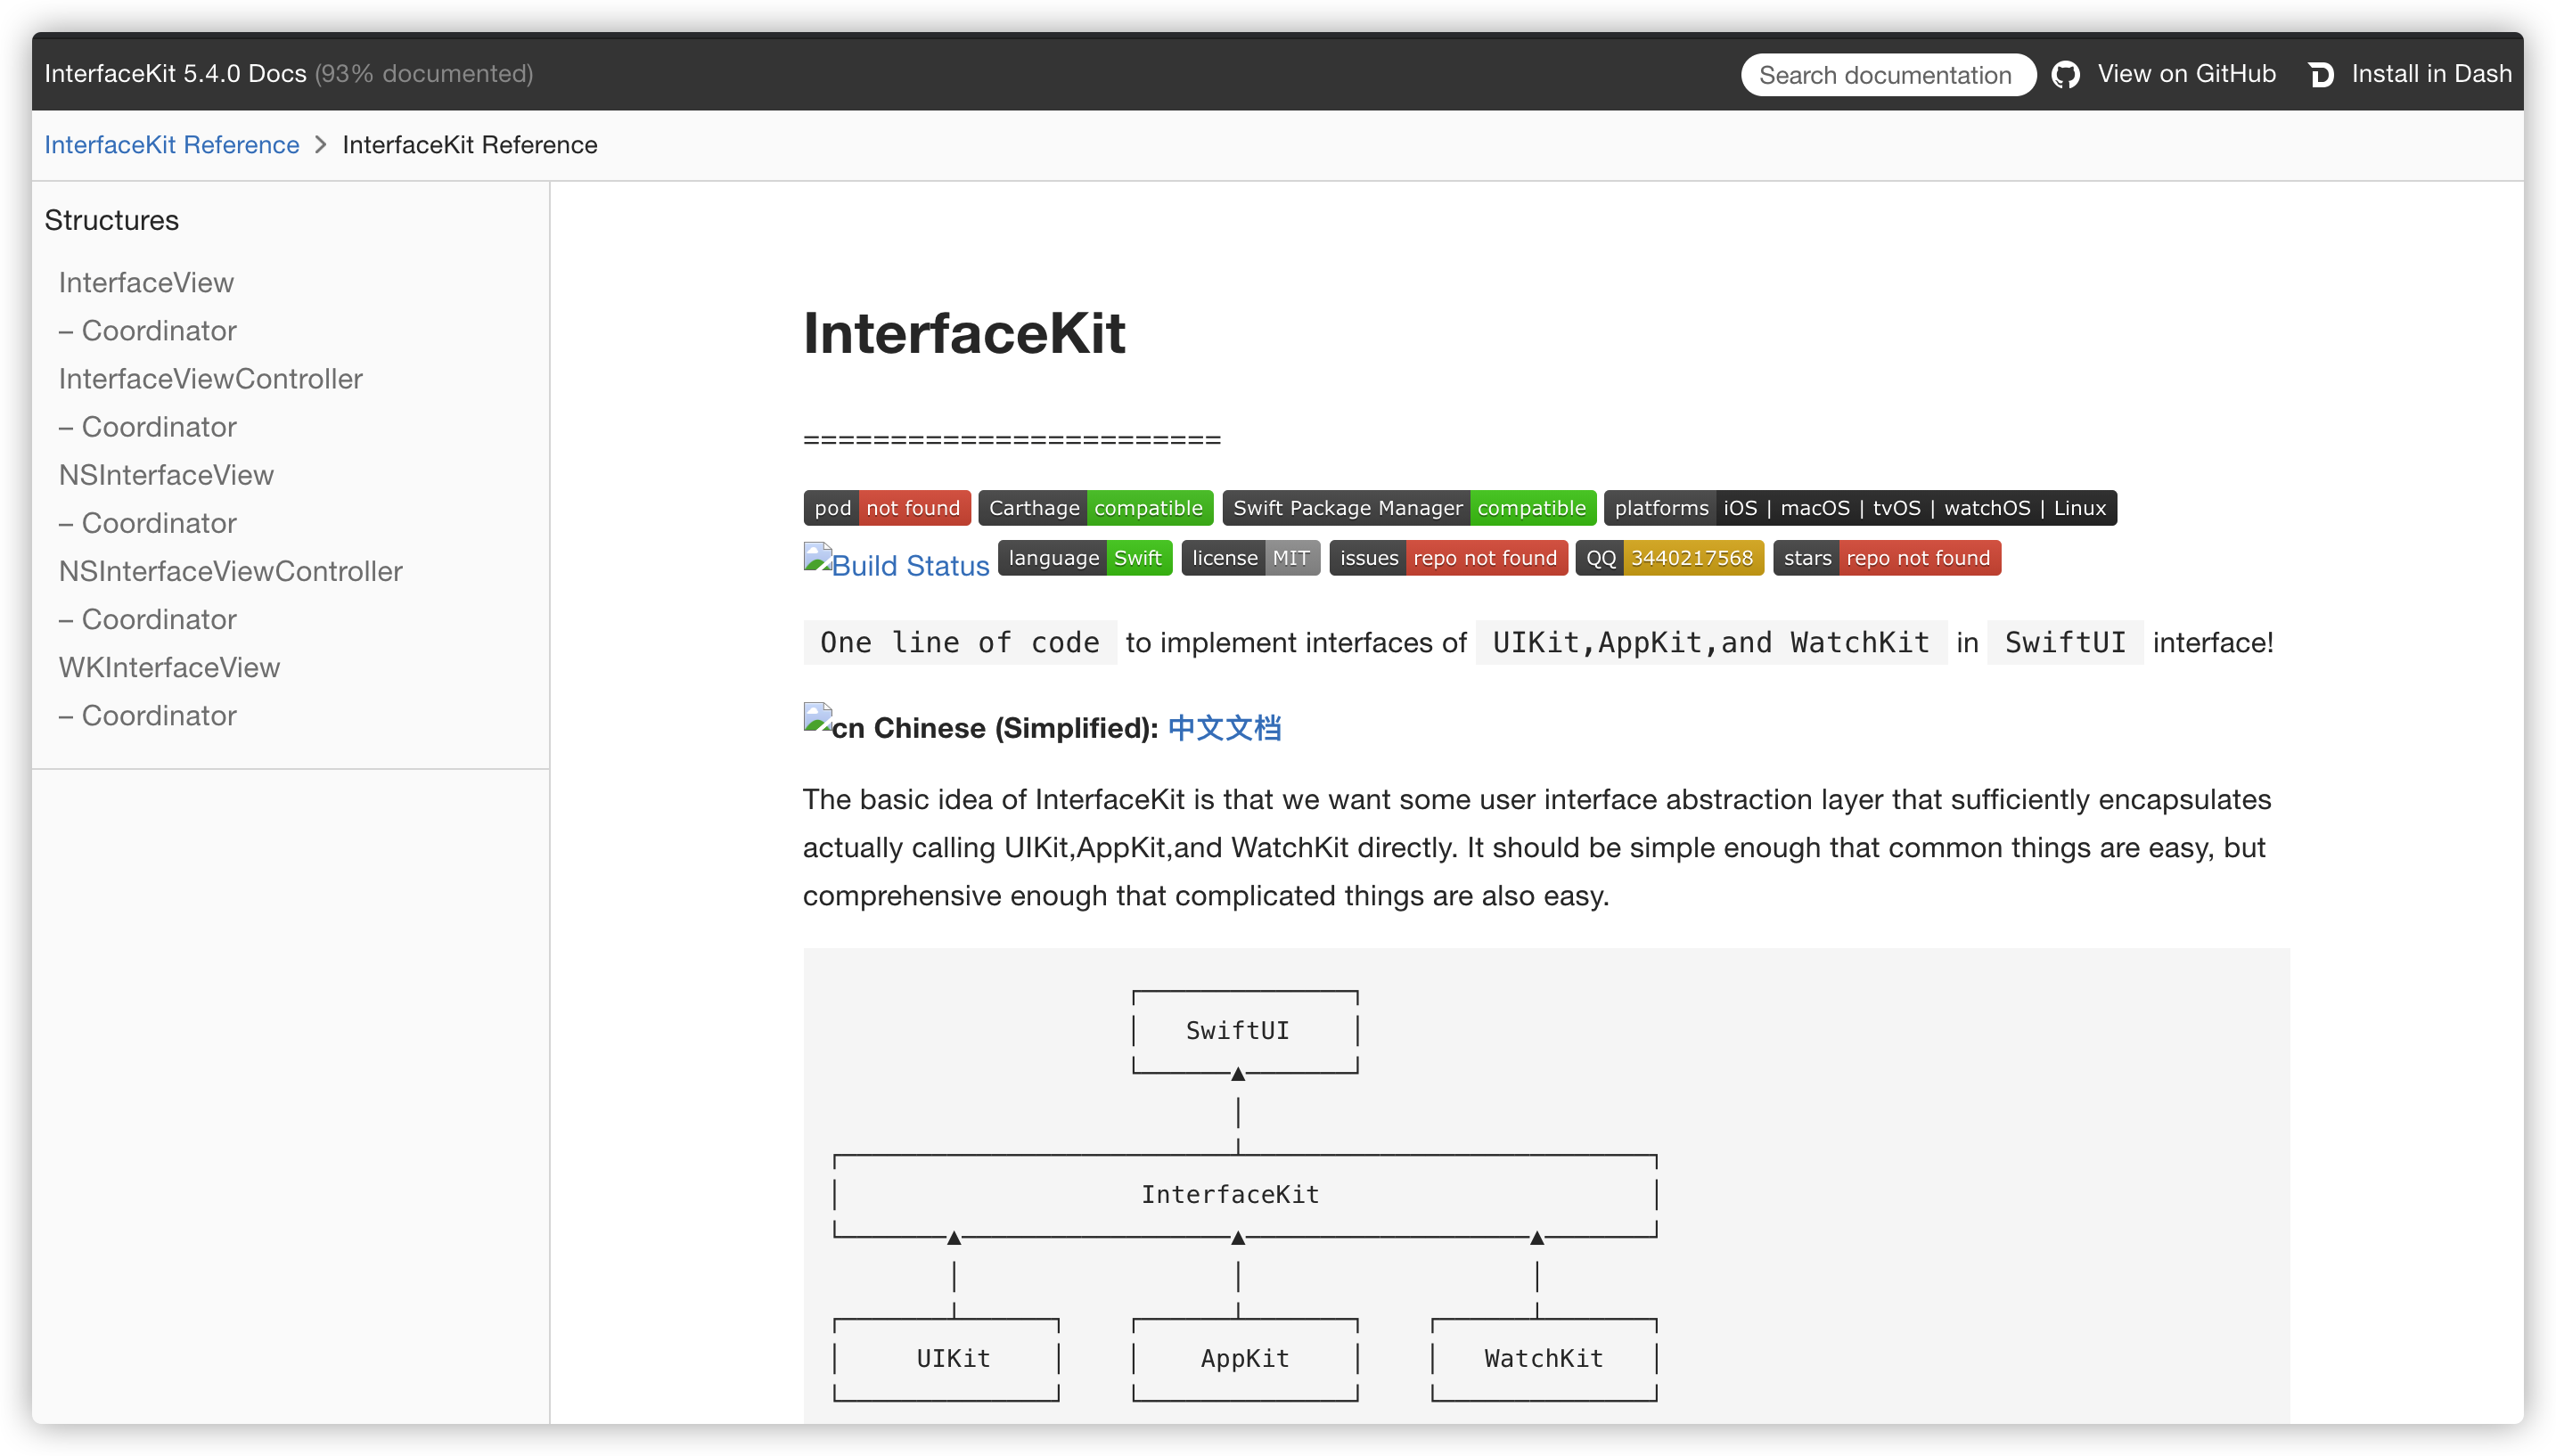 InterfaceKit 5.4.0 Docs (93% documented)
Search documentation
View on GitHub
Install in Dash
InterfaceKit Reference > InterfaceKit Reference
Structures
InterfaceView
– Coordinator
InterfaceViewController
– Coordinator
NSInterfaceView
– Coordinator
NSInterfaceViewController
– Coordinator
WKInterfaceView
– Coordinator
InterfaceKit
========================
pod not found Carthage compatible Swift Package Manager compatible platforms iOS | macOS | tvOS | watchOS | Linux
Build Status language Swift license MIT issues repo not found QQ 3440217568 stars repo not found
One line of code to implement interfaces of UIKit,AppKit,and WatchKit in SwiftUI interface!
cn Chinese (Simplified): 中文文档
The basic idea of InterfaceKit is that we want some user interface abstraction layer that sufficiently encapsulates
actually calling UIKit,AppKit,and WatchKit directly. It should be simple enough that common things are easy, but
comprehensive enough that complicated things are also easy.
SwiftUI
InterfaceKit
UIKit AppKit WatchKit